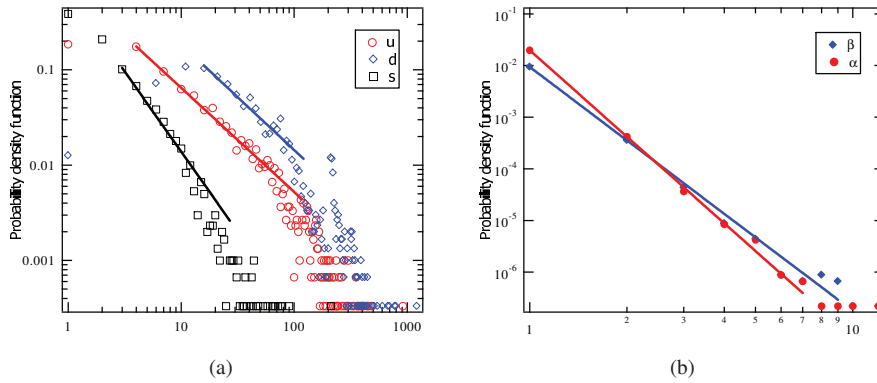 0.1
0.01
0.001
Probability density function
1
10
100
1000
u
d
s
(a)
10^-1
10^-2
10^-3
10^-4
10^-5
10^-6
Probability density function
1
2
3
4
5
6
7
8
9
10
β
α
(b)